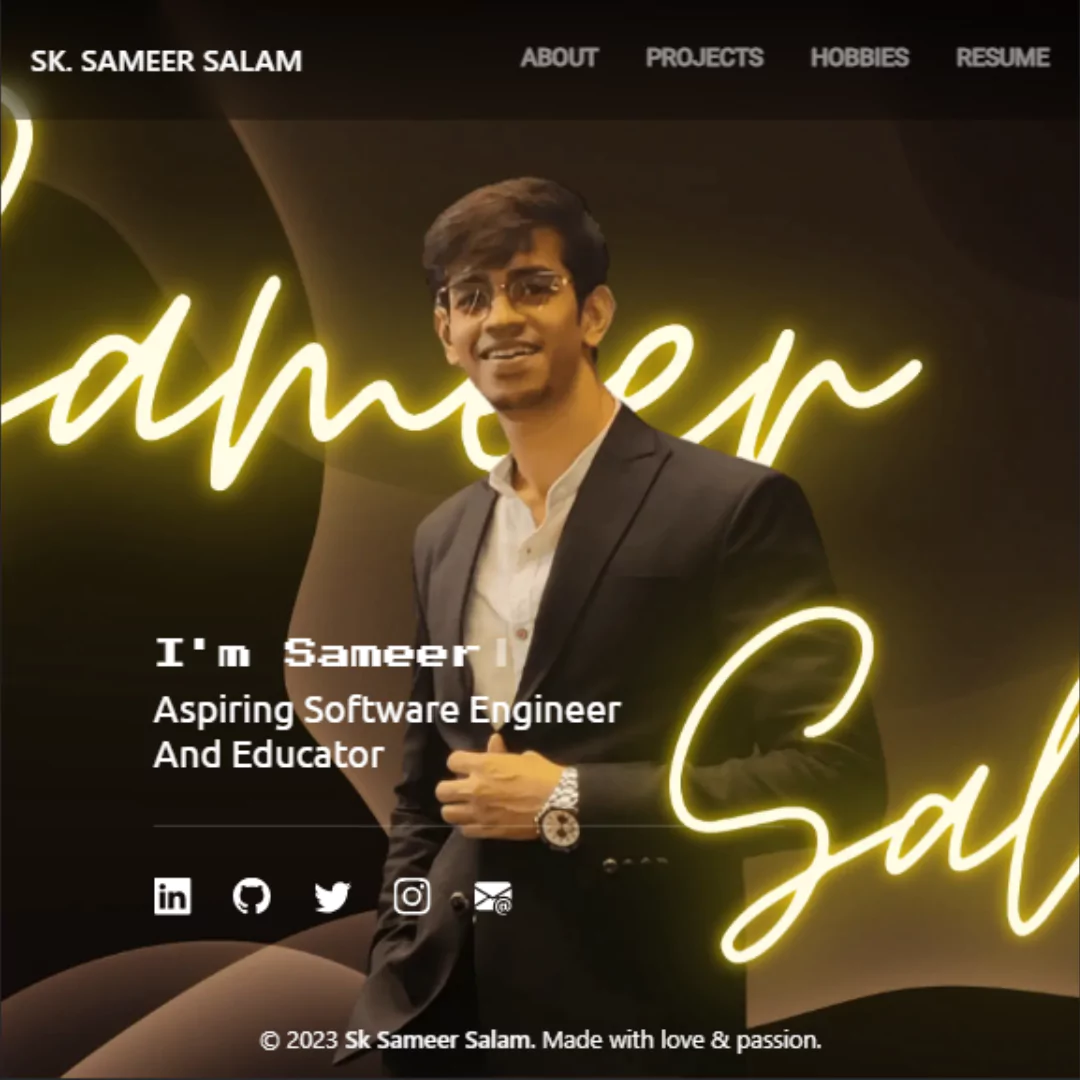 SK. SAMEER SALAM
ABOUT PROJECTS HOBBIES RESUME
Sameer
I'm Sameer
Aspiring Software Engineer
And Educator
Sal
in
© 2023 Sk Sameer Salam. Made with love & passion.